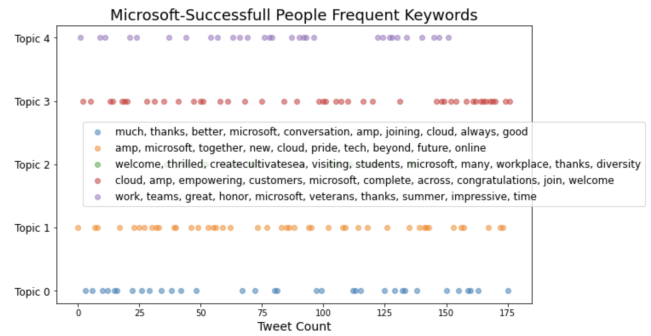 Microsoft-Successfull People Frequent Keywords
Topic 4
Topic 3
much, thanks, better, microsoft, conversation, amp, joining, cloud, always, good
amp, microsoft, together, new, cloud, pride, tech, beyond, future, online
Topic 2
welcome, thrilled, createcultivatesea, visiting, students, microsoft, many, workplace, thanks, diversity
cloud, amp, empowering, customers, microsoft, complete, across, congratulations, join, welcome
work, teams, great, honor, microsoft, veterans, thanks, summer, impressive, time
Topic 1
Topic 0
0 25 50 75 100 125 150 175
Tweet Count